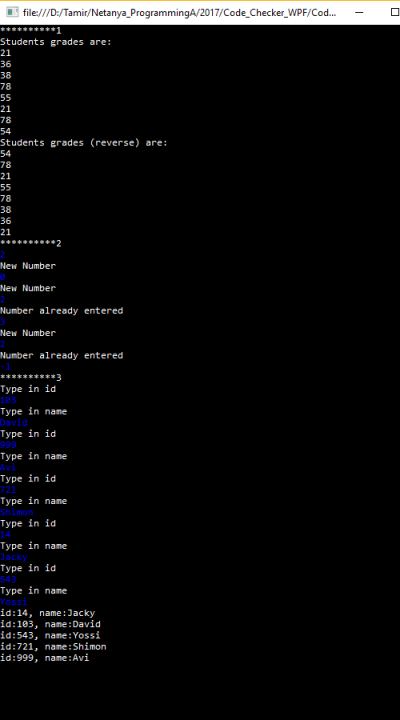 file:///D:/Tamir/Netanya_ProgrammingA/2017/Code_Checker_WPF/Cod...
**********1
Students grades are:
21
36
38
78
55
21
78
54
Students grades (reverse) are:
54
78
21
55
78
38
36
21
**********2
2
New Number
0
New Number
2
Number already entered
3
New Number
2
Number already entered
-1
**********3
Type in id
103
Type in name
David
Type in id
999
Type in name
Avi
Type in id
721
Type in name
Shimon
Type in id
14
Type in name
Jacky
Type in id
543
Type in name
Yossi
id:14, name:Jacky
id:103, name:David
id:543, name:Yossi
id:721, name:Shimon
id:999, name:Avi